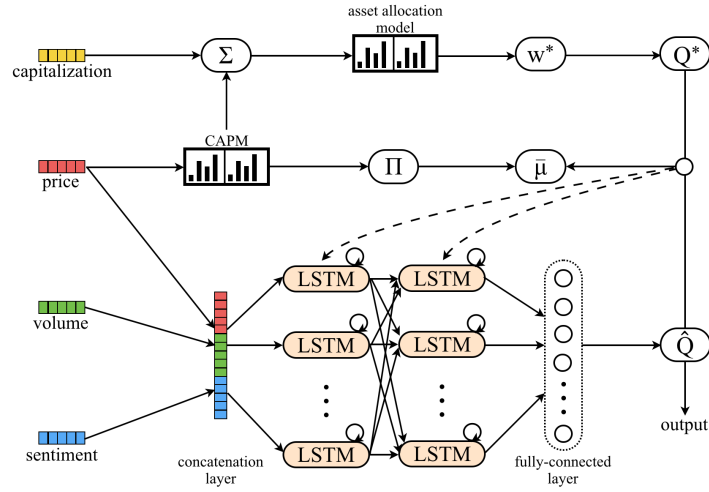 asset allocation
model
capitalization
Σ
w*
Q*
CAPM
price
Π
μ̄
LSTM
LSTM
volume
LSTM
LSTM
Q̂
sentiment
LSTM
LSTM
output
concatenation
layer
fully-connected
layer